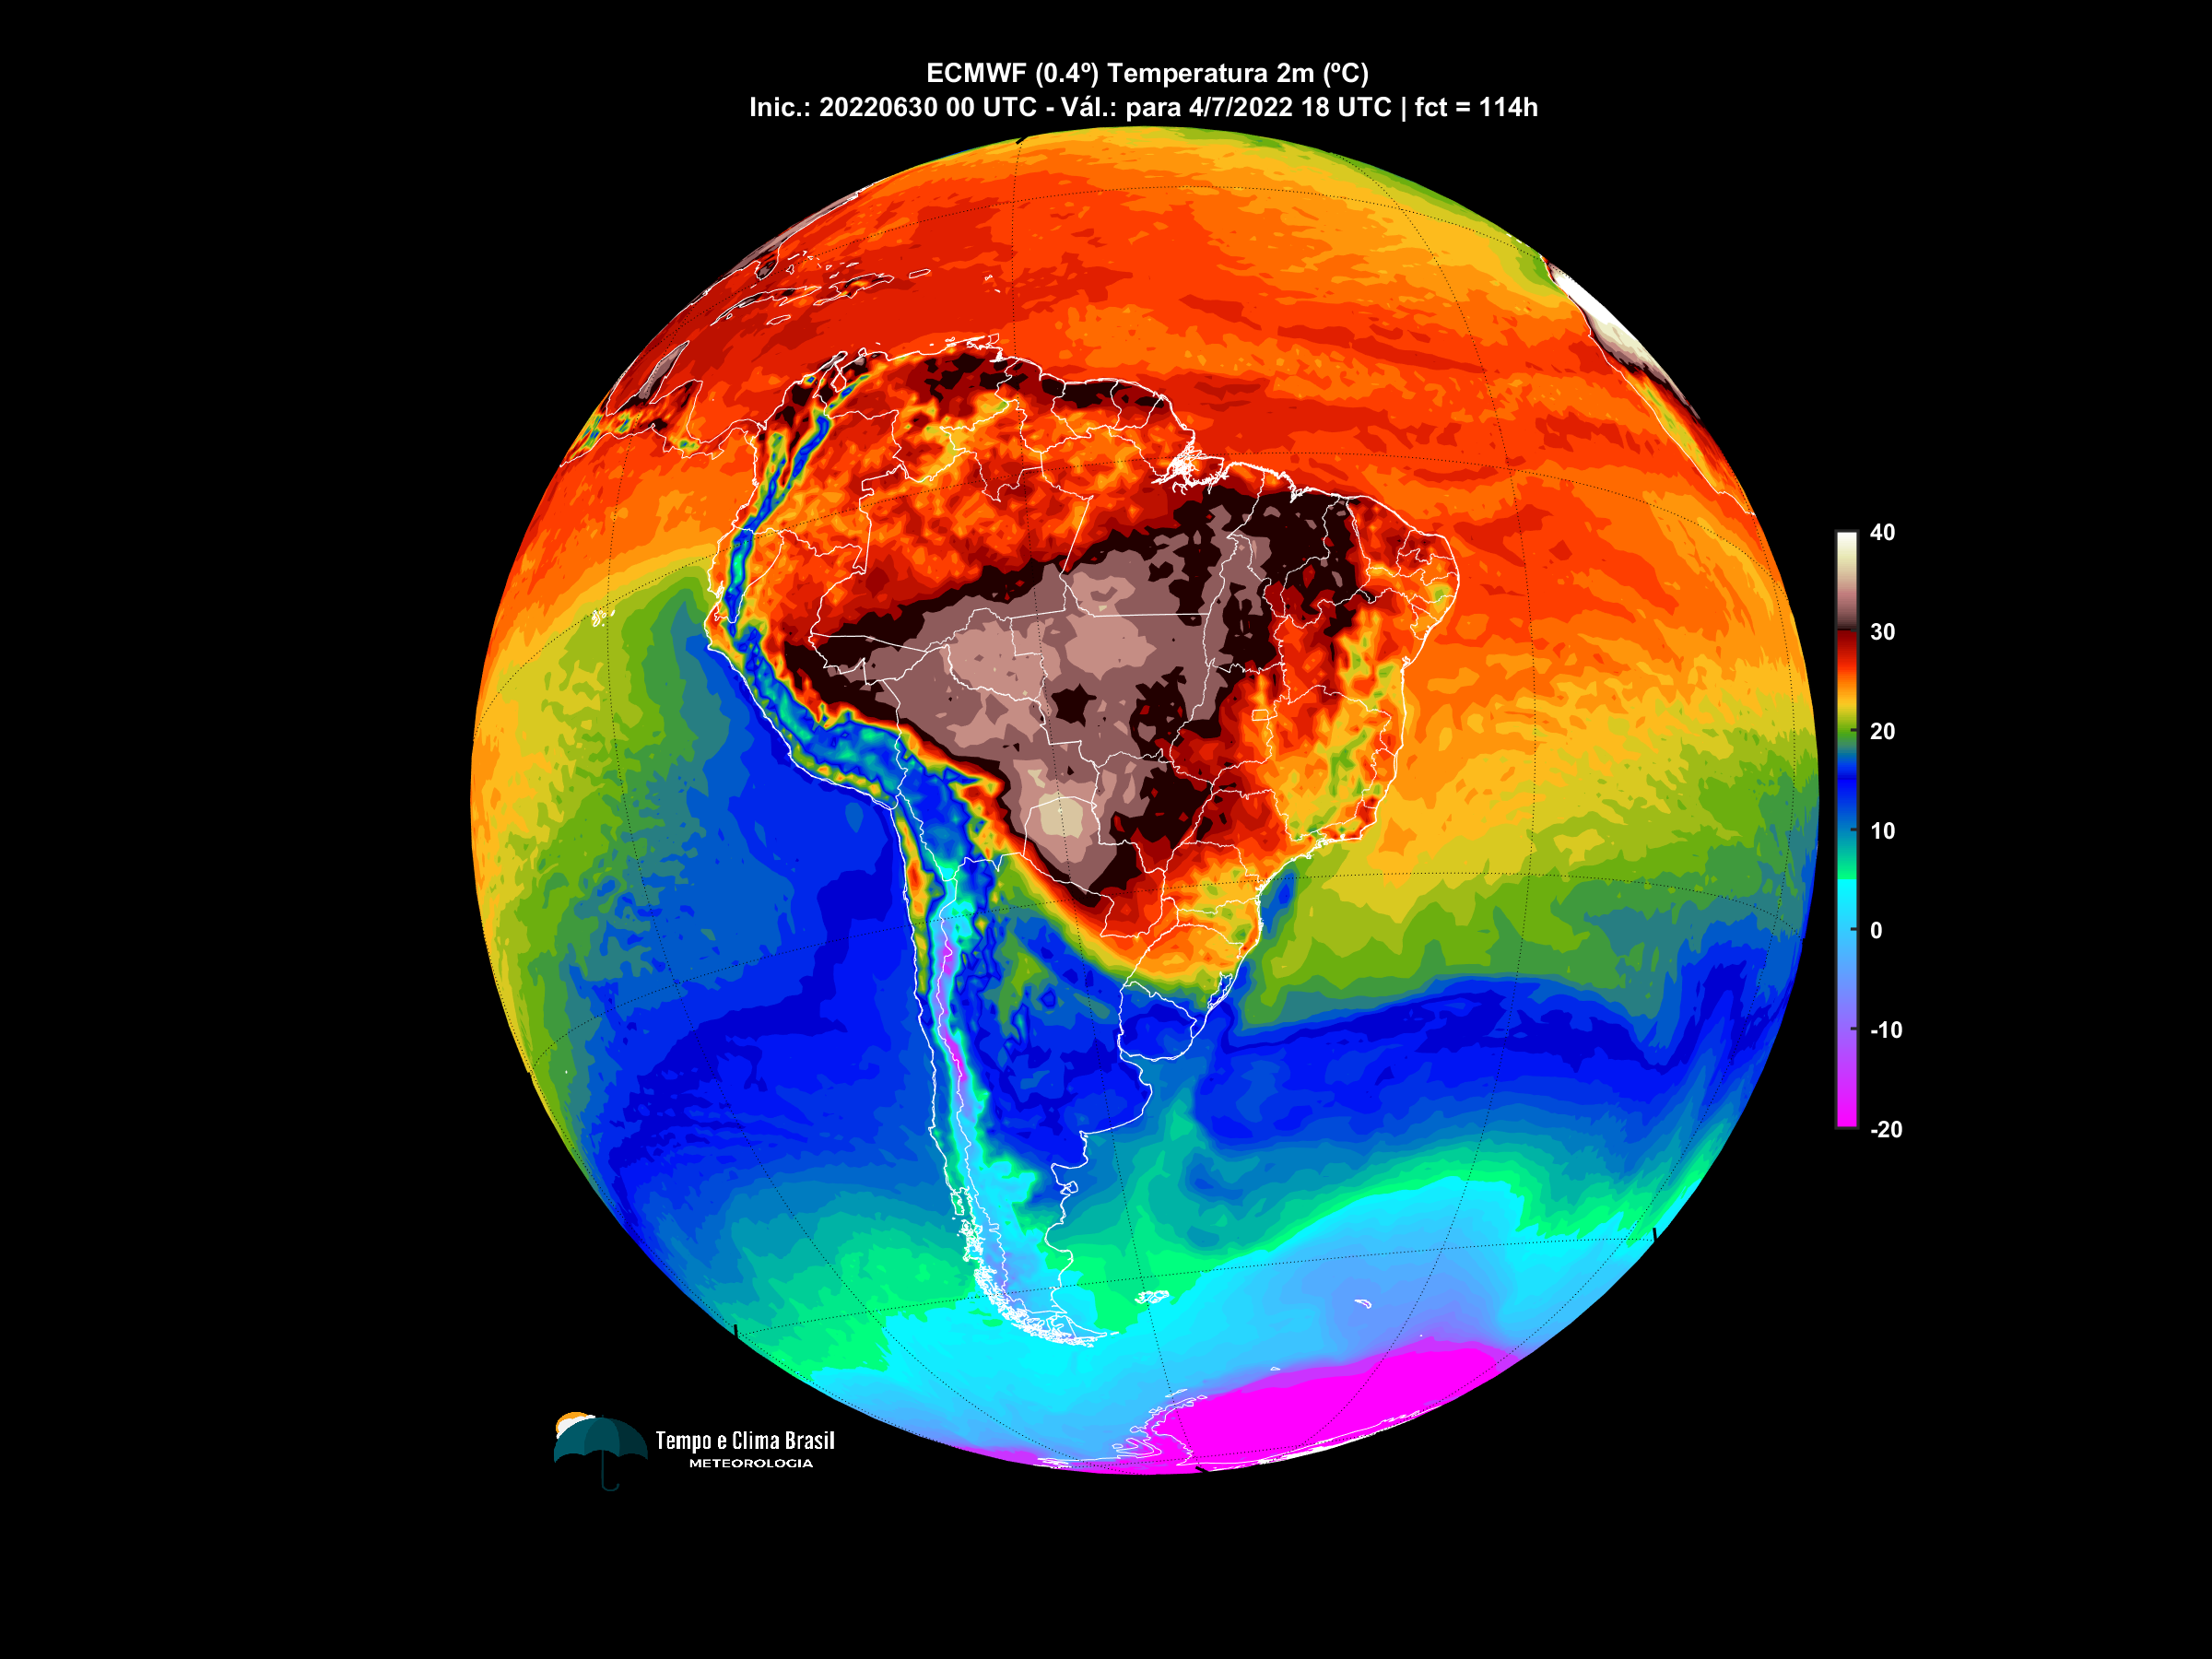 ECMWF (0.4º) Temperatura 2m (ºC)
Inic.: 20220630 00 UTC - Vál.: para 4/7/2022 18 UTC | fct = 114h
40
30
20
10
0
-10
-20
Tempo e Clima Brasil
METEOROLOGIA